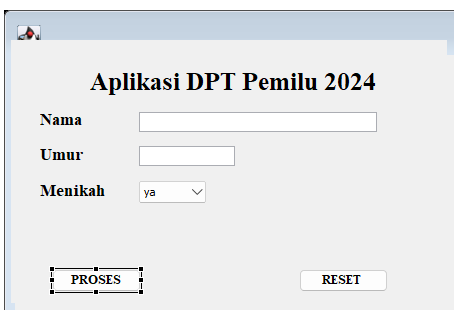 Aplikasi DPT Pemilu 2024
Nama
Umur
Menikah ya
PROSES RESET